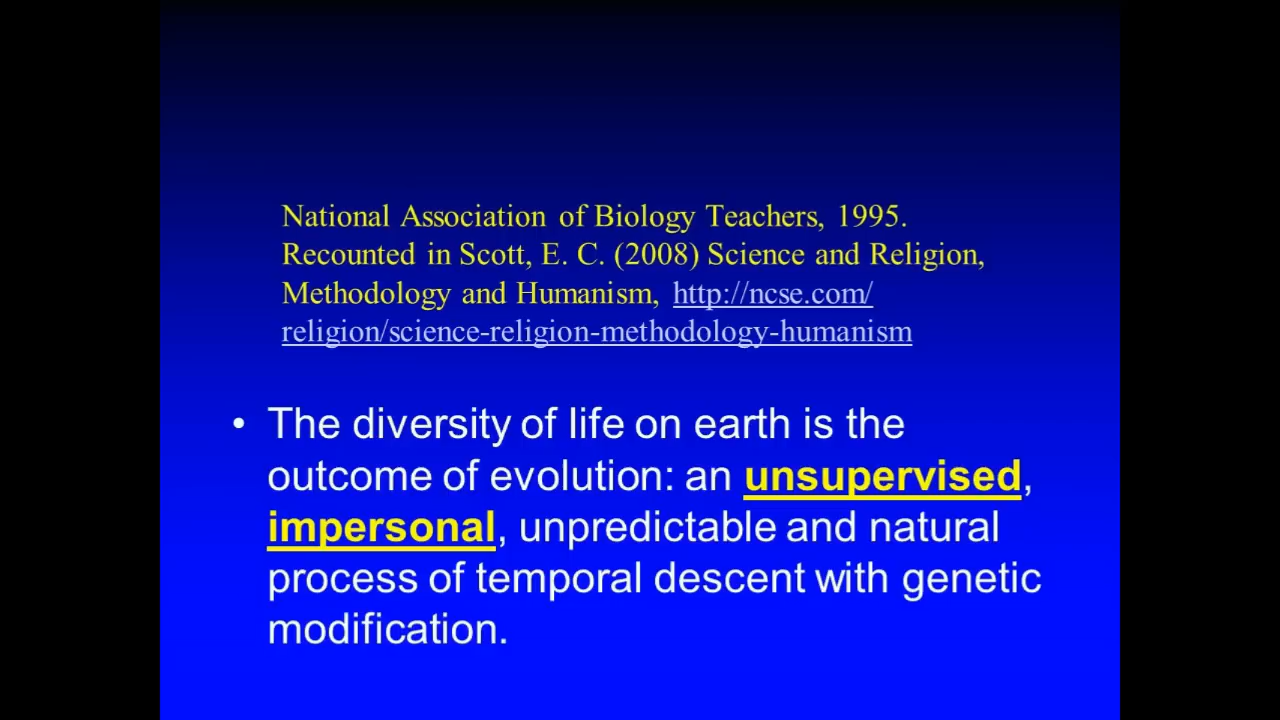 National Association of Biology Teachers, 1995.
Recounted in Scott, E. C. (2008) Science and Religion,
Methodology and Humanism, http://ncse.com/
religion/science-religion-methodology-humanism
• The diversity of life on earth is the
outcome of evolution: an unsupervised,
impersonal, unpredictable and natural
process of temporal descent with genetic
modification.